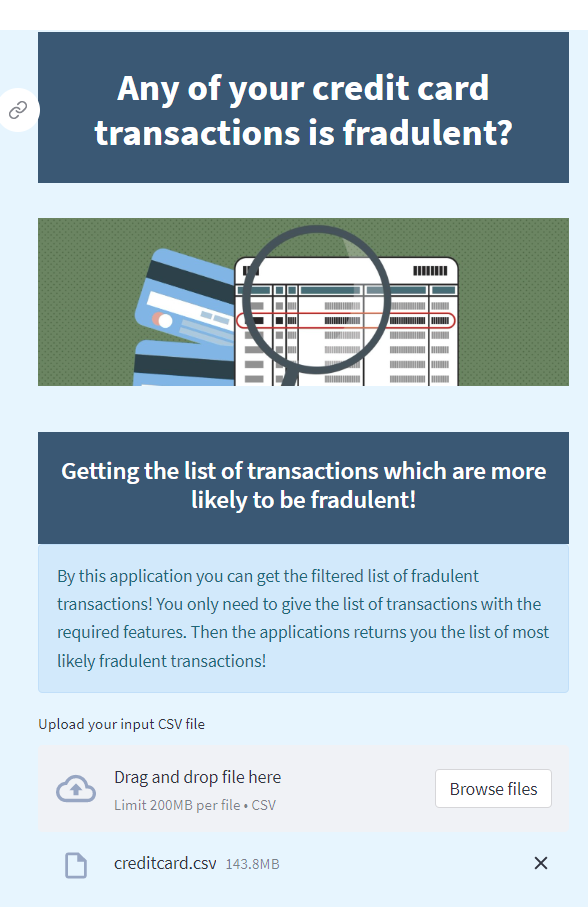 Any of your credit card
transactions is fradulent?
Getting the list of transactions which are more
likely to be fradulent!
By this application you can get the filtered list of fradulent
transactions! You only need to give the list of transactions with the
required features. Then the applications returns you the list of most
likely fradulent transactions!
Upload your input CSV file
Drag and drop file here
Limit 200MB per file • CSV
Browse files
creditcard.csv 143.8MB